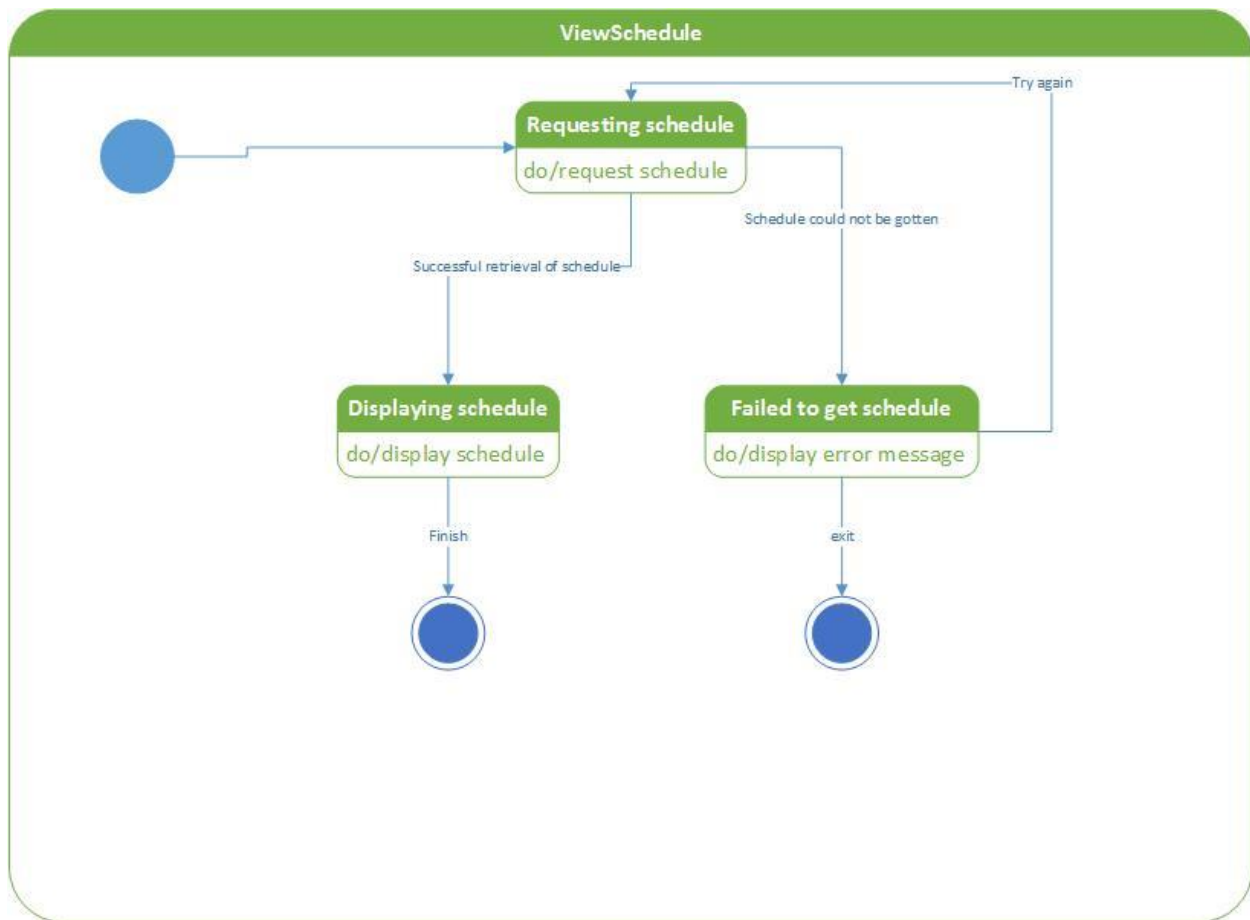 ViewSchedule
Try again
Requesting schedule
do/request schedule
Schedule could not be gotten
Successful retrieval of schedule
Displaying schedule
do/display schedule
Failed to get schedule
do/display error message
Finish
exit